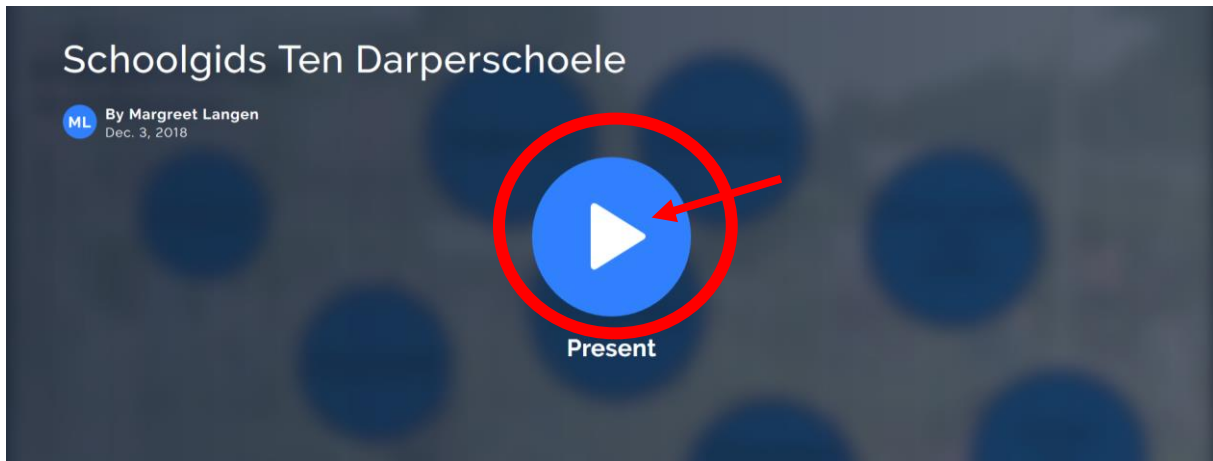 Schoolgids Ten Darperschoele
ML
By Margreet Langen
Dec. 3, 2018
Present